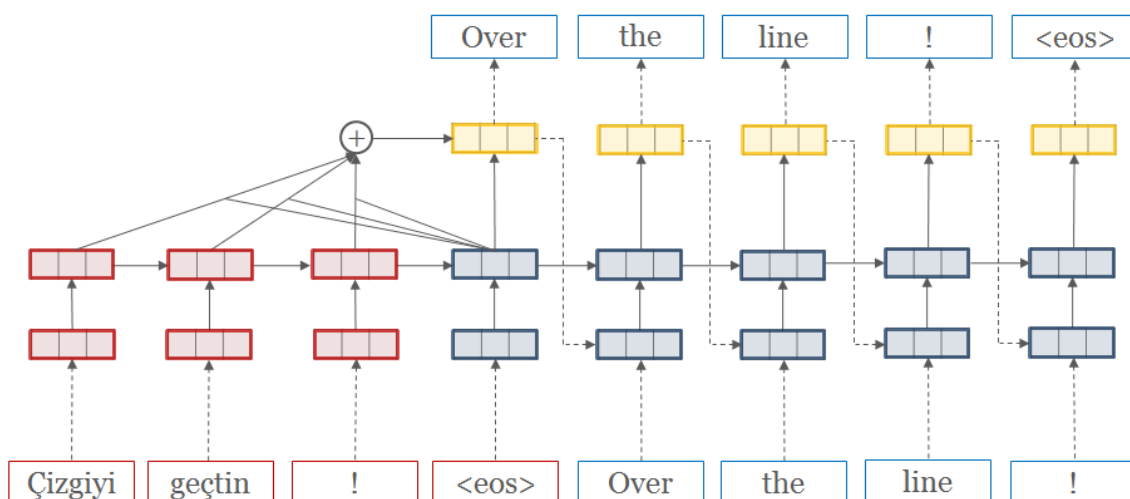 Over the line ! <eos>
+
Çizgiyi geçtin ! <eos> Over the line !